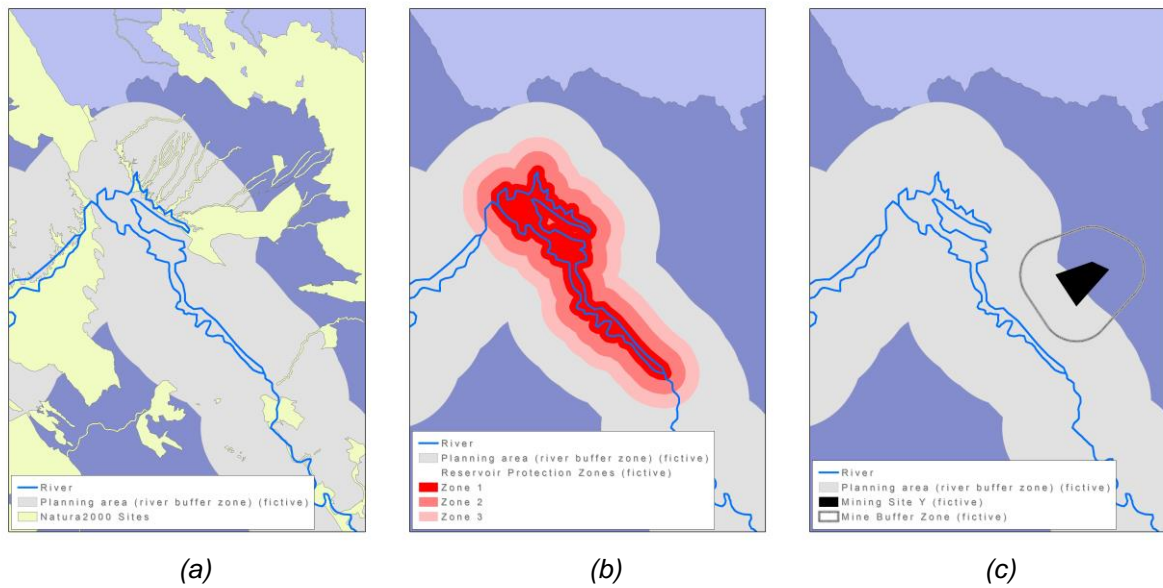 River
Planning area (river buffer zone) (fictive)
Natura2000 Sites
River
Planning area (river buffer zone) (fictive)
Reservoir Protection Zones (fictive)
Zone 1
Zone 2
Zone 3
River
Planning area (river buffer zone) (fictive)
Mining Site Y (fictive)
Mine Buffer Zone (fictive)
(a)
(b)
(c)